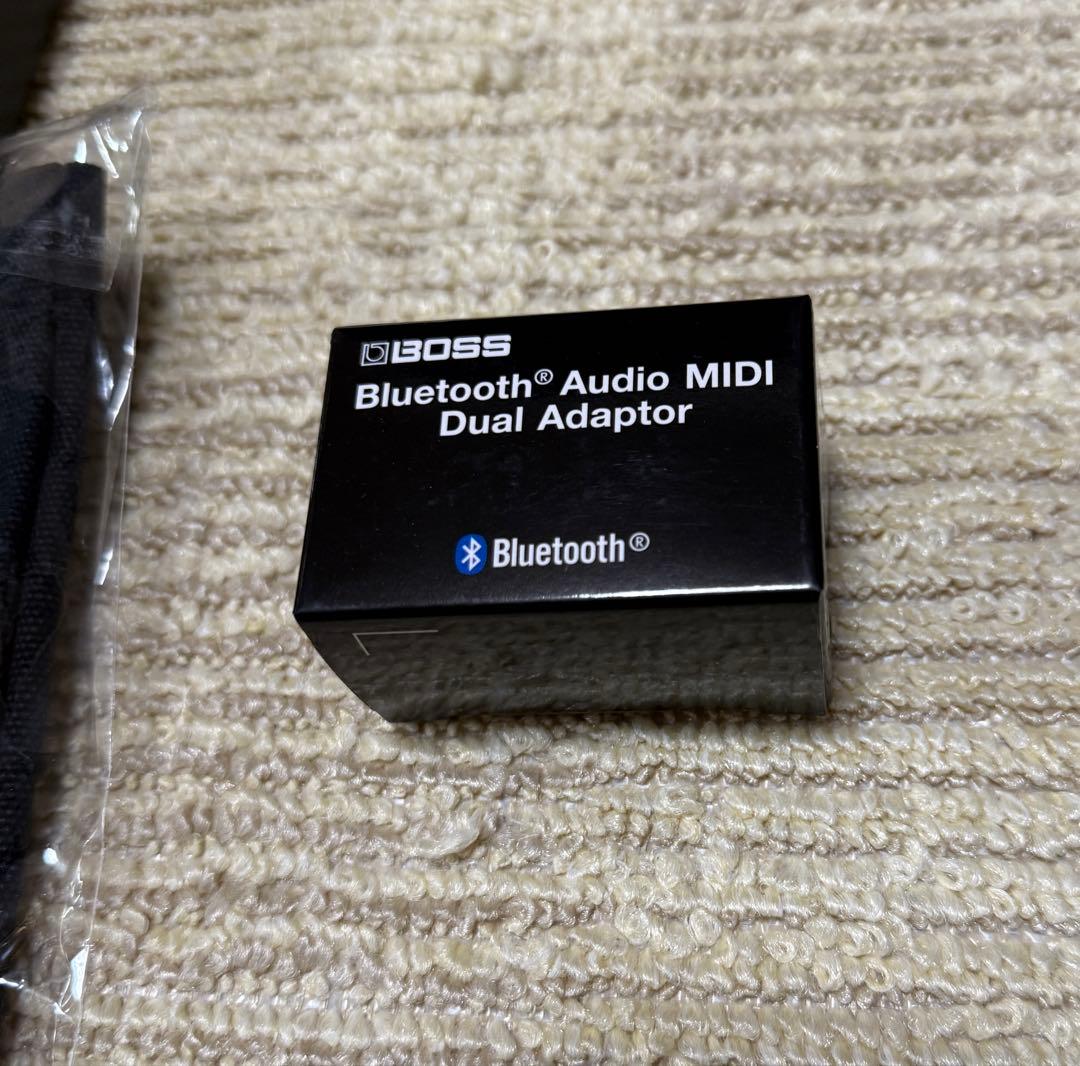 BOSS
Bluetooth® Audio MIDI
Dual Adaptor
Bluetooth®